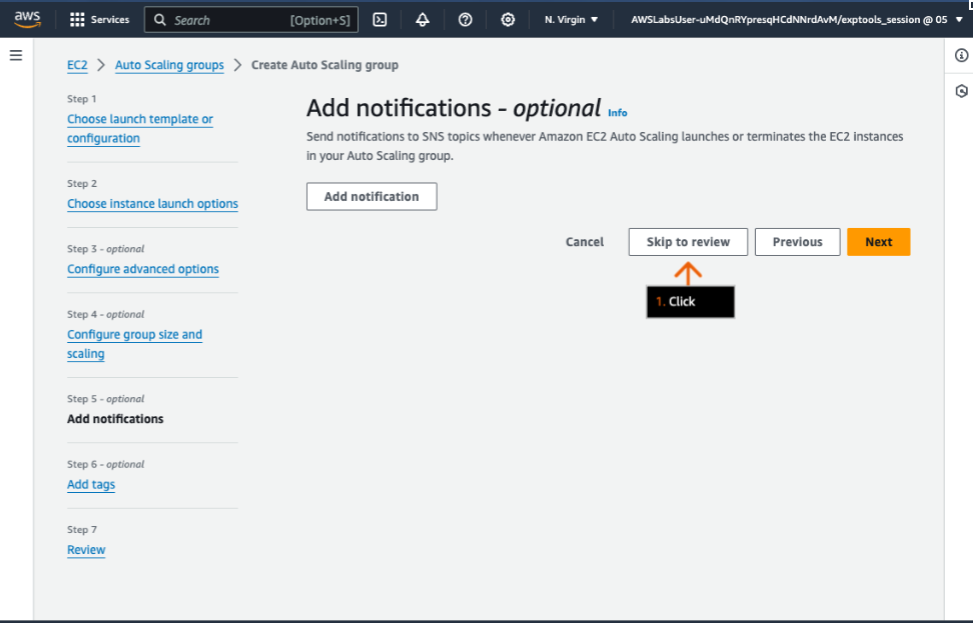 aws
Services
Search
[Option+S]
N. Virgin
AWSLabsUser-uMdQnRYpresqHCdNNrdAvM/exptools_session @ 05
EC2 > Auto Scaling groups > Create Auto Scaling group
Step 1
Choose launch template or
configuration
Step 2
Choose instance launch options
Step 3 - optional
Configure advanced options
Step 4 - optional
Configure group size and
scaling
Step 5 - optional
Add notifications
Step 6 - optional
Add tags
Step 7
Review
Add notifications - optional Info
Send notifications to SNS topics whenever Amazon EC2 Auto Scaling launches or terminates the EC2 instances
in your Auto Scaling group.
Add notification
Cancel
Skip to review
Previous
Next
1. Click